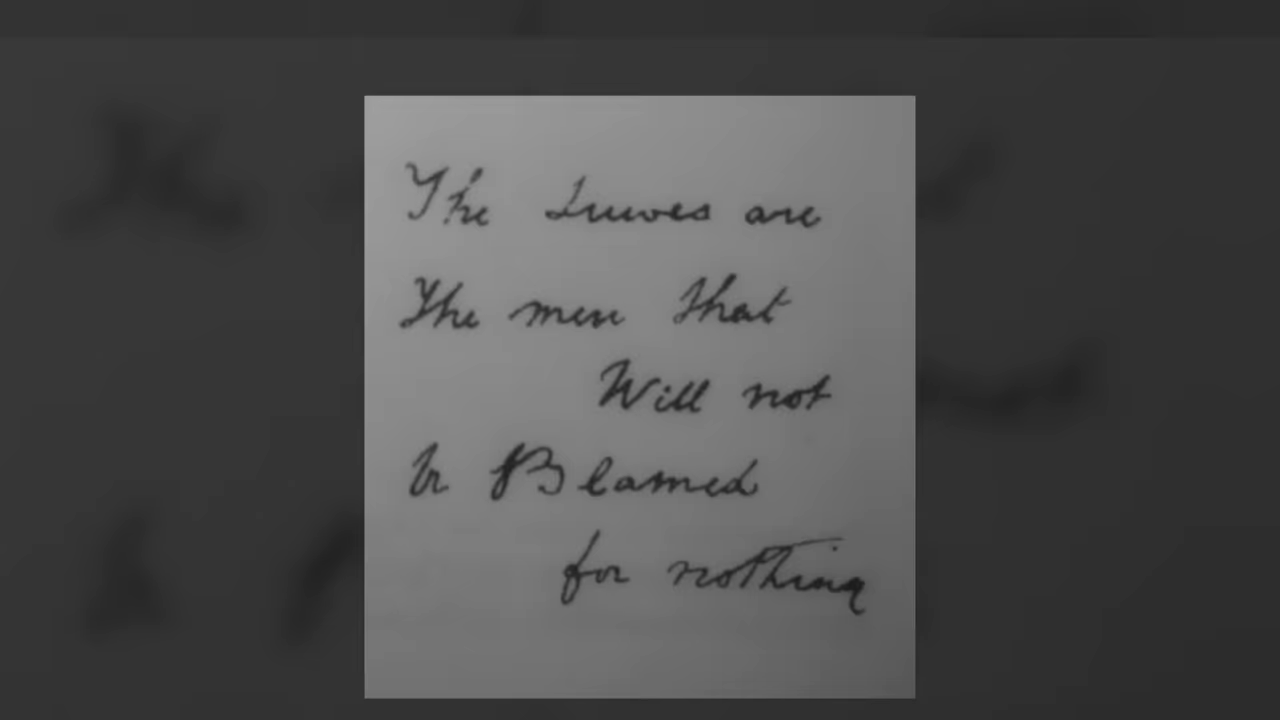 The Juwes are
The men that
Will not
be Blamed
for nothing